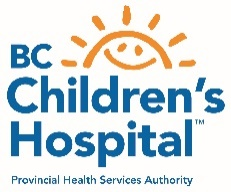 BC
Children's
Hospital™
Provincial Health Services Authority